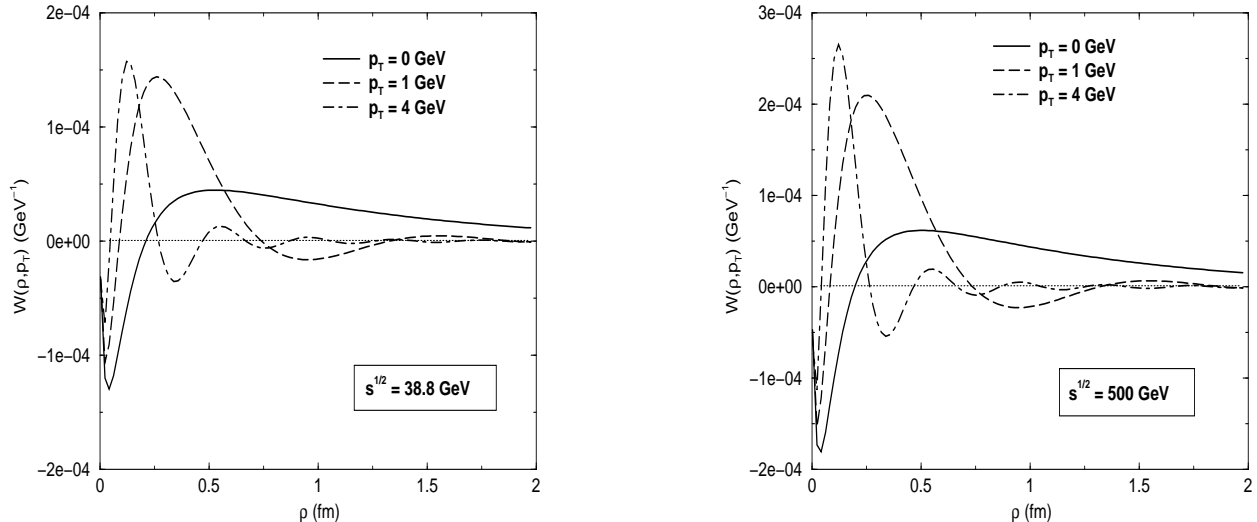 2e−04
1e−04
0e+00
−1e−04
−2e−04
W(ρ,p_T) (GeV⁻¹)
p_T = 0 GeV
p_T = 1 GeV
p_T = 4 GeV
s^1/2 = 38.8 GeV
0 0.5 1 1.5 2
ρ (fm)
3e−04
2e−04
1e−04
0e+00
−1e−04
−2e−04
W(ρ,p_T) (GeV⁻¹)
p_T = 0 GeV
p_T = 1 GeV
p_T = 4 GeV
s^1/2 = 500 GeV
0 0.5 1 1.5 2
ρ (fm)